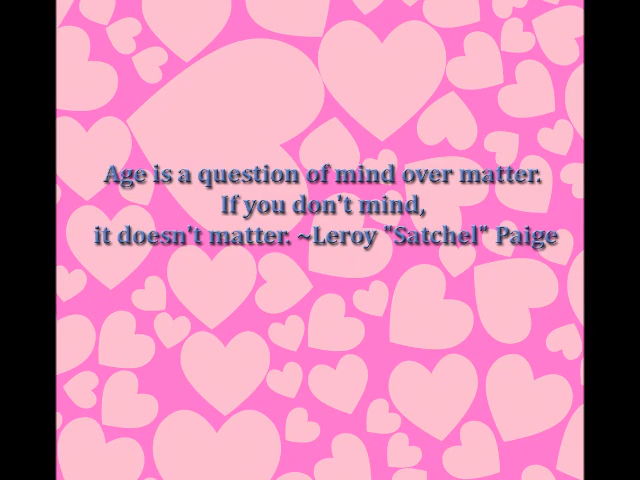 Age is a question of mind over matter.
If you don't mind,
it doesn't matter. ~Leroy "Satchel" Paige